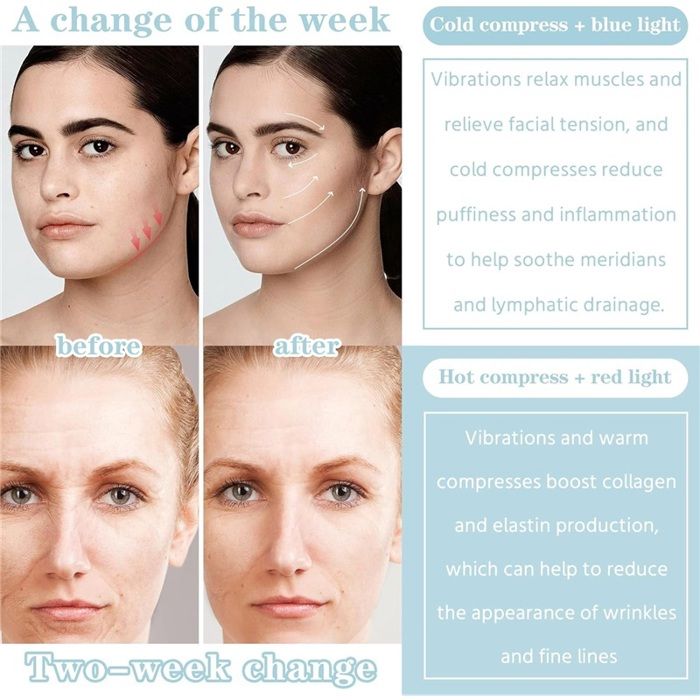 A change of the week
before
after
Two-week change
Cold compress + blue light
Vibrations relax muscles and
relieve facial tension, and
cold compresses reduce
puffiness and inflammation
to help soothe meridians
and lymphatic drainage.
Hot compress + red light
Vibrations and warm
compresses boost collagen
and elastin production,
which can help to reduce
the appearance of wrinkles
and fine lines